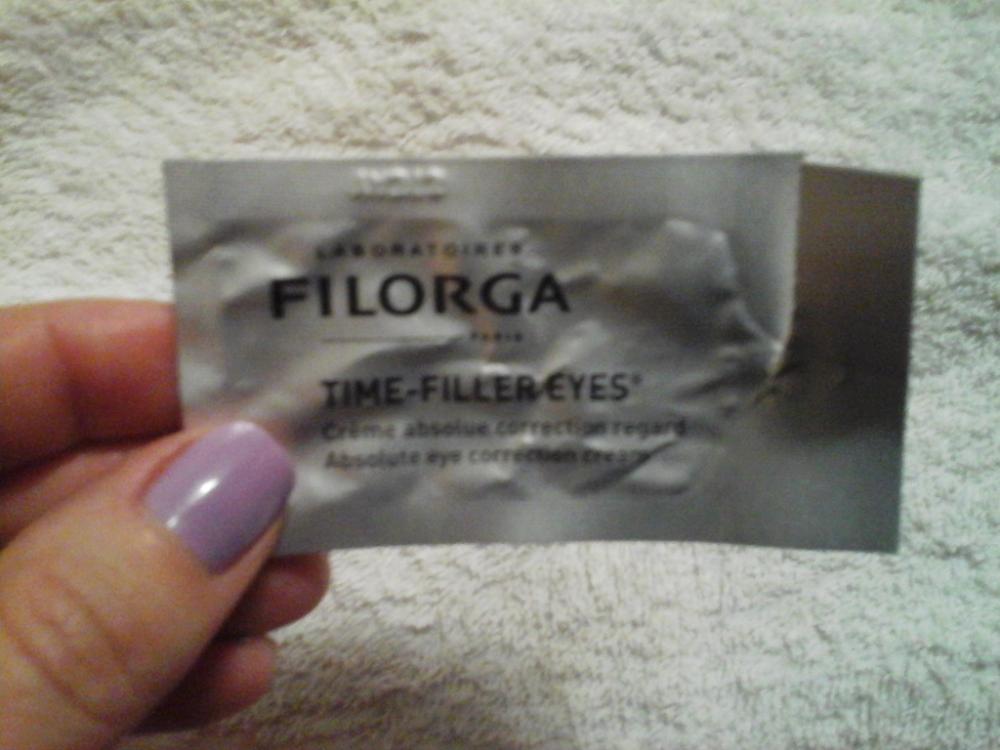 LABORATOIRES
FILORGA
PARIS
TIME-FILLER EYES®
Crème absolue correction regard
Absolute eye correction cream